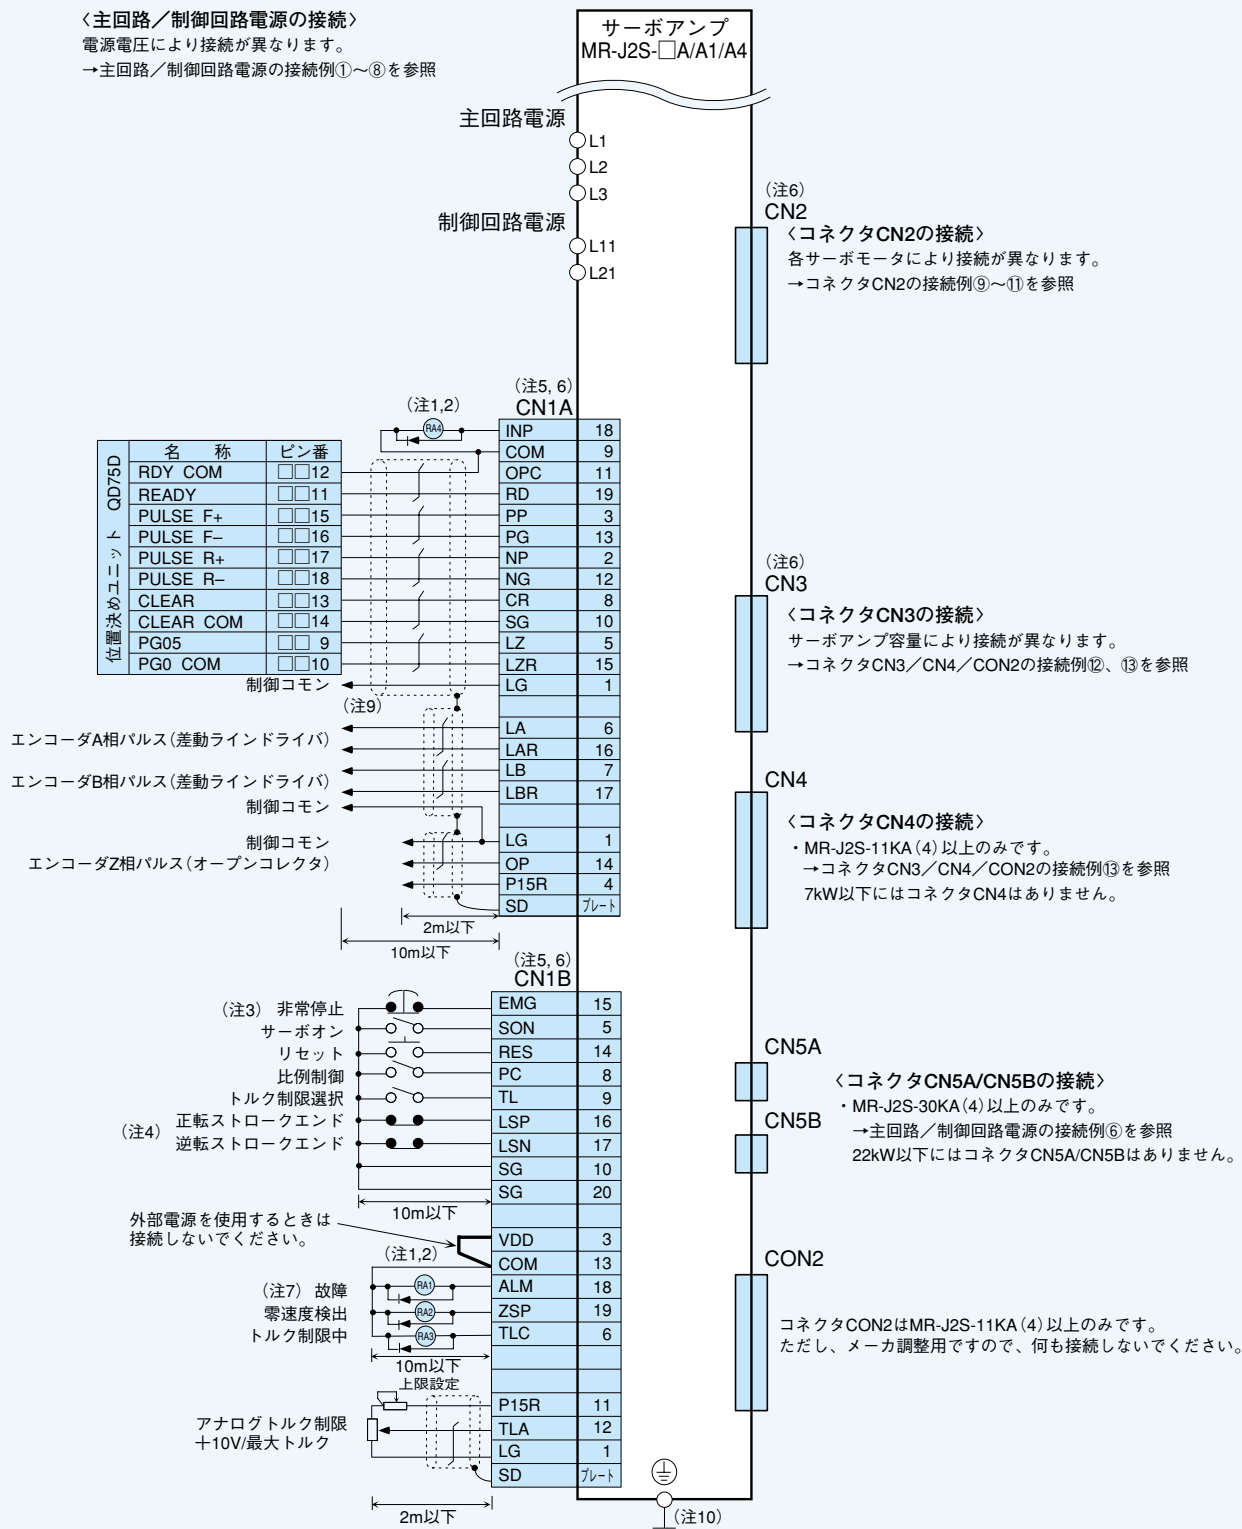 〈主回路／制御回路電源の接続〉
電源電圧により接続が異なります。
→主回路／制御回路電源の接続例①～⑧を参照
サーボアンプ
MR-J2S-□A/A1/A4
主回路電源
L1
L2
L3
制御回路電源
L11
L21
（注6）
CN2
〈コネクタCN2の接続〉
各サーボモータにより接続が異なります。
→コネクタCN2の接続例⑨～⑪を参照
（注5, 6）
CN1A
（注1,2）
RA4
INP 18
COM 9
OPC 11
RD 19
PP 3
PG 13
NP 2
NG 12
CR 8
SG 10
LZ 5
LZR 15
LG 1
LA 6
LAR 16
LB 7
LBR 17
LG 1
OP 14
P15R 4
SD プレート
位置決めユニット QD75D
名 称 ピン番
RDY COM □□12
READY □□11
PULSE F+ □□15
PULSE F− □□16
PULSE R+ □□17
PULSE R− □□18
CLEAR □□13
CLEAR COM □□14
PG05 □□ 9
PG0 COM □□10
制御コモン
（注9）
エンコーダA相パルス（差動ラインドライバ）
エンコーダB相パルス（差動ラインドライバ）
制御コモン
制御コモン
エンコーダZ相パルス（オープンコレクタ）
2m以下
10m以下
（注6）
CN3
〈コネクタCN3の接続〉
サーボアンプ容量により接続が異なります。
→コネクタCN3／CN4／CON2の接続例⑫、⑬を参照
CN4
〈コネクタCN4の接続〉
・MR-J2S-11KA（4）以上のみです。
→コネクタCN3／CN4／CON2の接続例⑬を参照
7kW以下にはコネクタCN4はありません。
（注5, 6）
CN1B
（注3） 非常停止
サーボオン
リセット
比例制御
トルク制限選択
（注4） 正転ストロークエンド
逆転ストロークエンド
EMG 15
SON 5
RES 14
PC 8
TL 9
LSP 16
LSN 17
SG 10
SG 20
VDD 3
COM 13
ALM 18
ZSP 19
TLC 6
P15R 11
TLA 12
LG 1
SD プレート
10m以下
外部電源を使用するときは
接続しないでください。
（注1,2）
（注7） 故障
零速度検出
トルク制限中
RA1
RA2
RA3
10m以下
上限設定
アナログトルク制限
＋10V/最大トルク
2m以下
（注10）
CN5A
〈コネクタCN5A/CN5Bの接続〉
・MR-J2S-30KA（4）以上のみです。
CN5B
→主回路／制御回路電源の接続例⑥を参照
22kW以下にはコネクタCN5A/CN5Bはありません。
CON2
コネクタCON2はMR-J2S-11KA（4）以上のみです。
ただし、メーカ調整用ですので、何も接続しないでください。